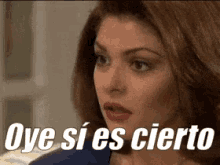 Oye sí es cierto